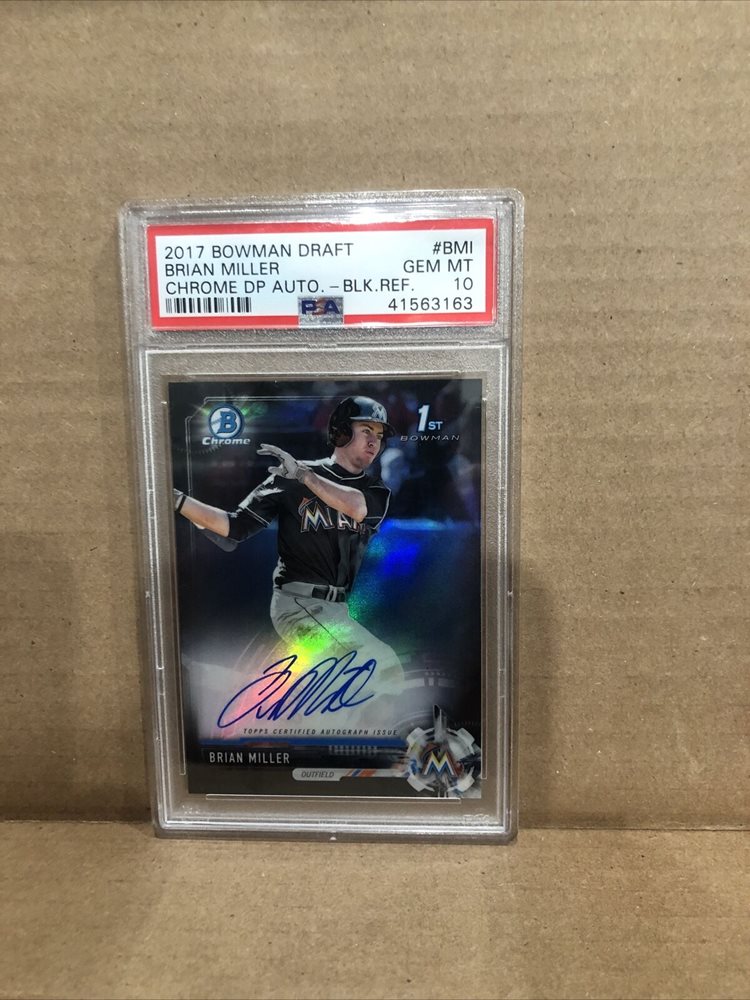 2017 BOWMAN DRAFT #BMI
BRIAN MILLER GEM MT
CHROME DP AUTO.-BLK.REF. 10
PSA 41563163
B
Chrome
1ST
BOWMAN
M
MIAMI
TOPPS CERTIFIED AUTOGRAPH ISSUE
BRIAN MILLER
OUTFIELD
M